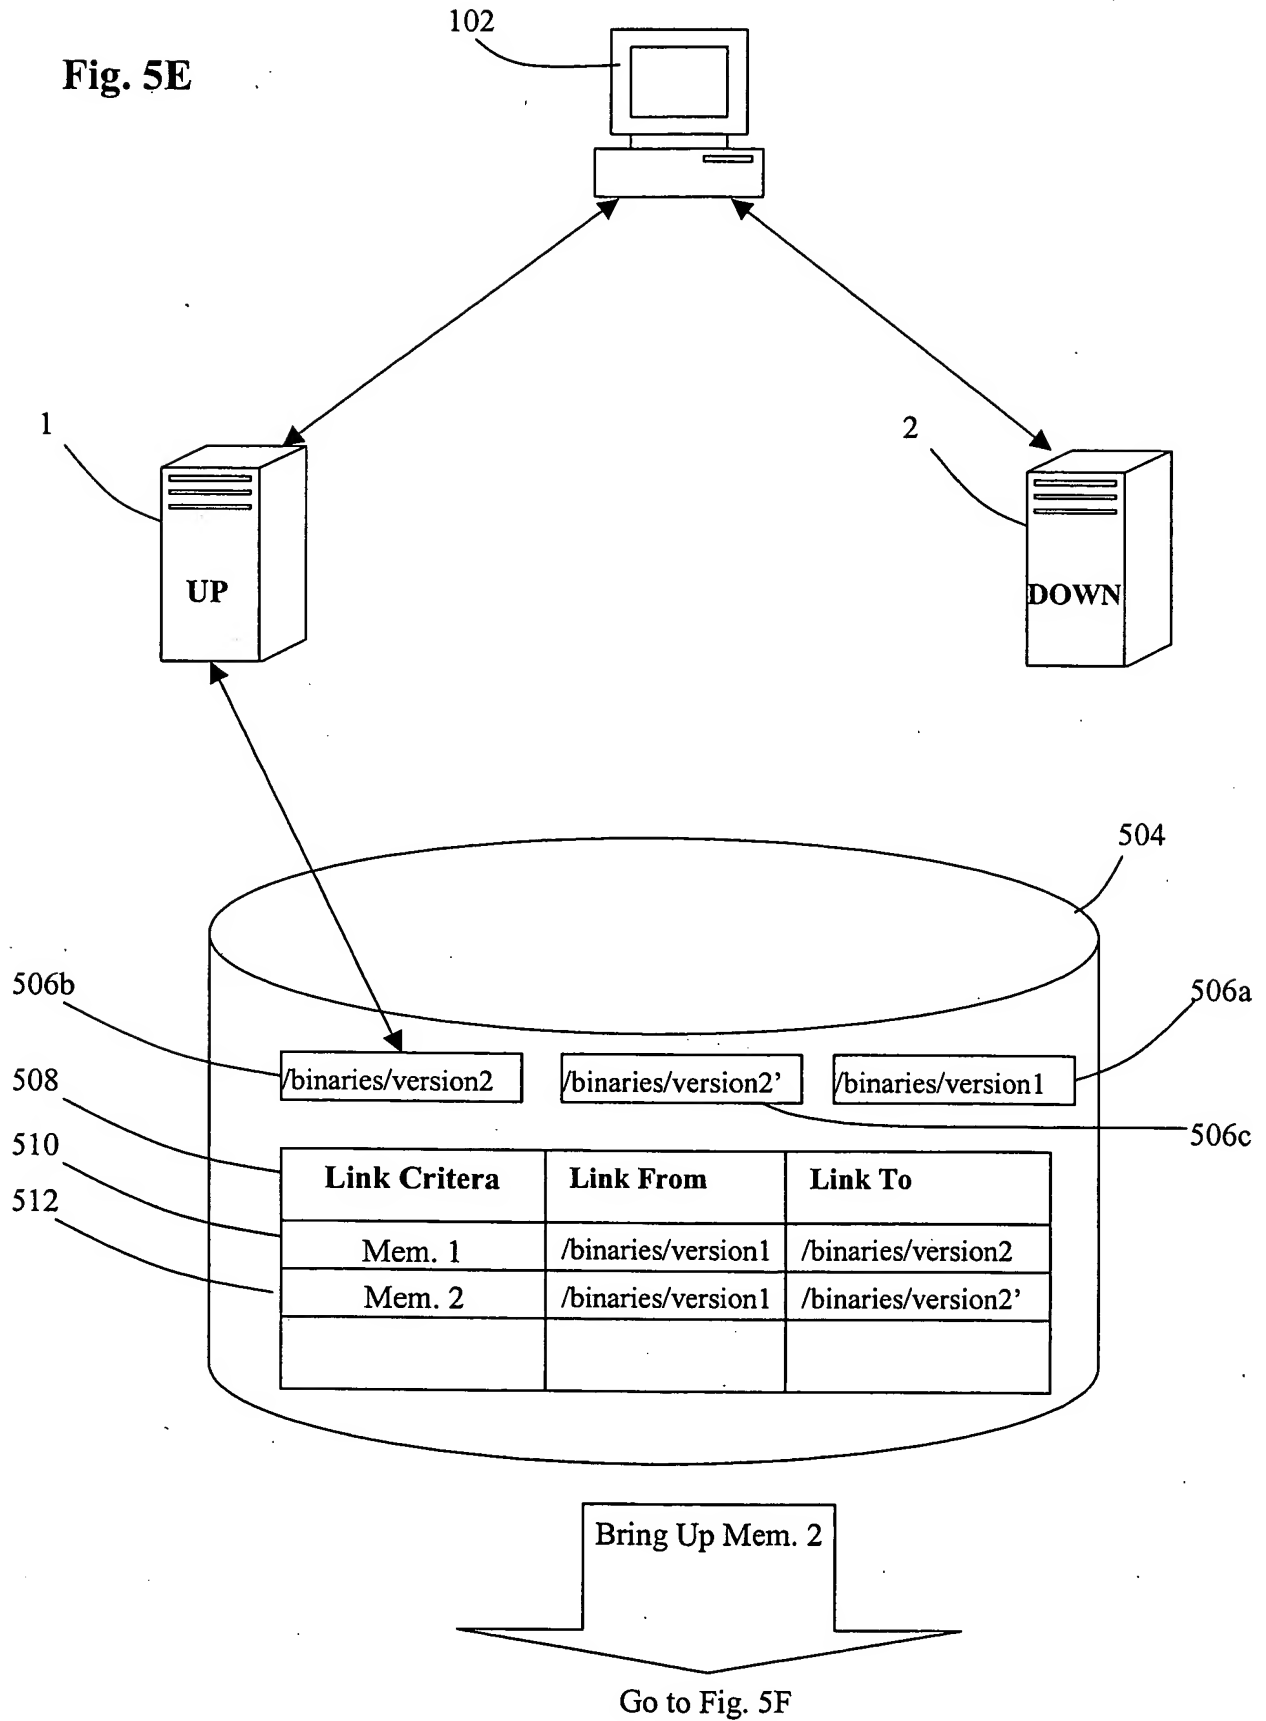 102
Fig. 5E
1
2
UP
DOWN
504
506b
506a
/binaries/version2
/binaries/version2’
/binaries/version1
508
506c
510
512
Link Critera
Link From
Link To
Mem. 1
/binaries/version1
/binaries/version2
Mem. 2
/binaries/version1
/binaries/version2’
Bring Up Mem. 2
Go to Fig. 5F